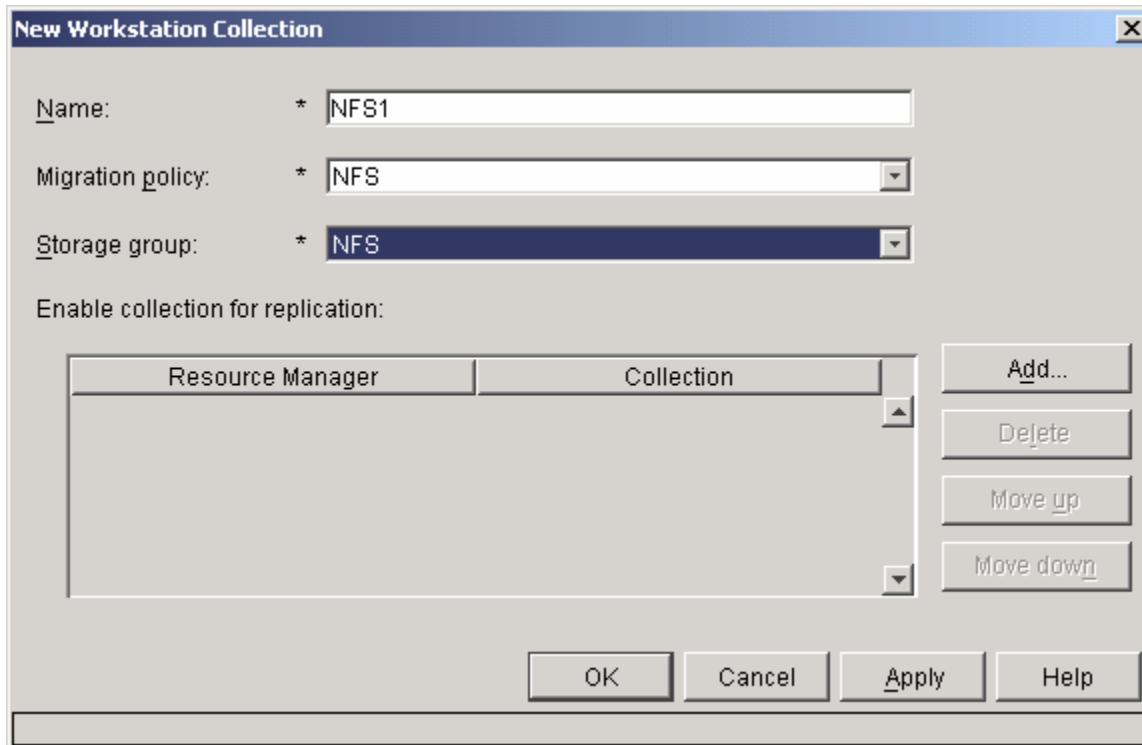 New Workstation Collection
Name: * NFS1
Migration policy: * NFS
Storage group: * NFS
Enable collection for replication:
Resource Manager Collection
Add...
Delete
Move up
Move down
OK Cancel Apply Help